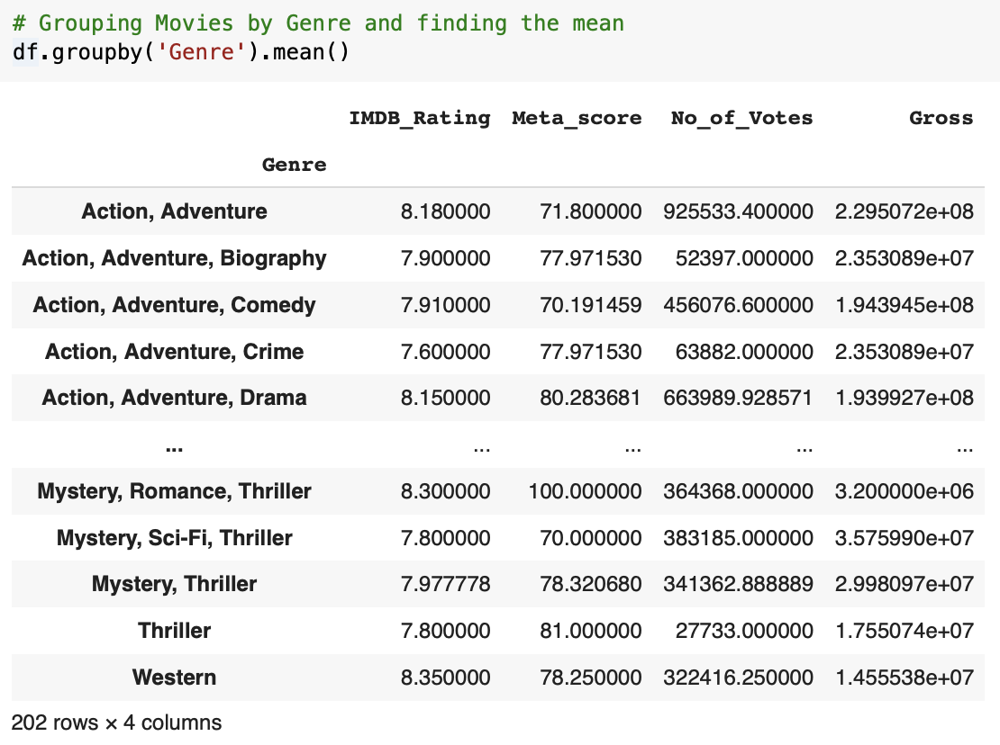 # Grouping Movies by Genre and finding the mean
df.groupby('Genre').mean()
IMDB_Rating Meta_score No_of_Votes Gross
Genre
Action, Adventure 8.180000 71.800000 925533.400000 2.295072e+08
Action, Adventure, Biography 7.900000 77.971530 52397.000000 2.353089e+07
Action, Adventure, Comedy 7.910000 70.191459 456076.600000 1.943945e+08
Action, Adventure, Crime 7.600000 77.971530 63882.000000 2.353089e+07
Action, Adventure, Drama 8.150000 80.283681 663989.928571 1.939927e+08
... ... ... ... ...
Mystery, Romance, Thriller 8.300000 100.000000 364368.000000 3.200000e+06
Mystery, Sci-Fi, Thriller 7.800000 70.000000 383185.000000 3.575990e+07
Mystery, Thriller 7.977778 78.320680 341362.888889 2.998097e+07
Thriller 7.800000 81.000000 27733.000000 1.755074e+07
Western 8.350000 78.250000 322416.250000 1.455538e+07
202 rows × 4 columns